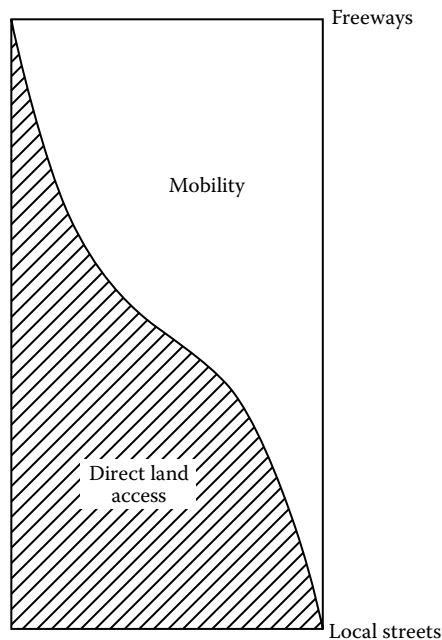 Freeways
Mobility
Direct land
access
Local streets